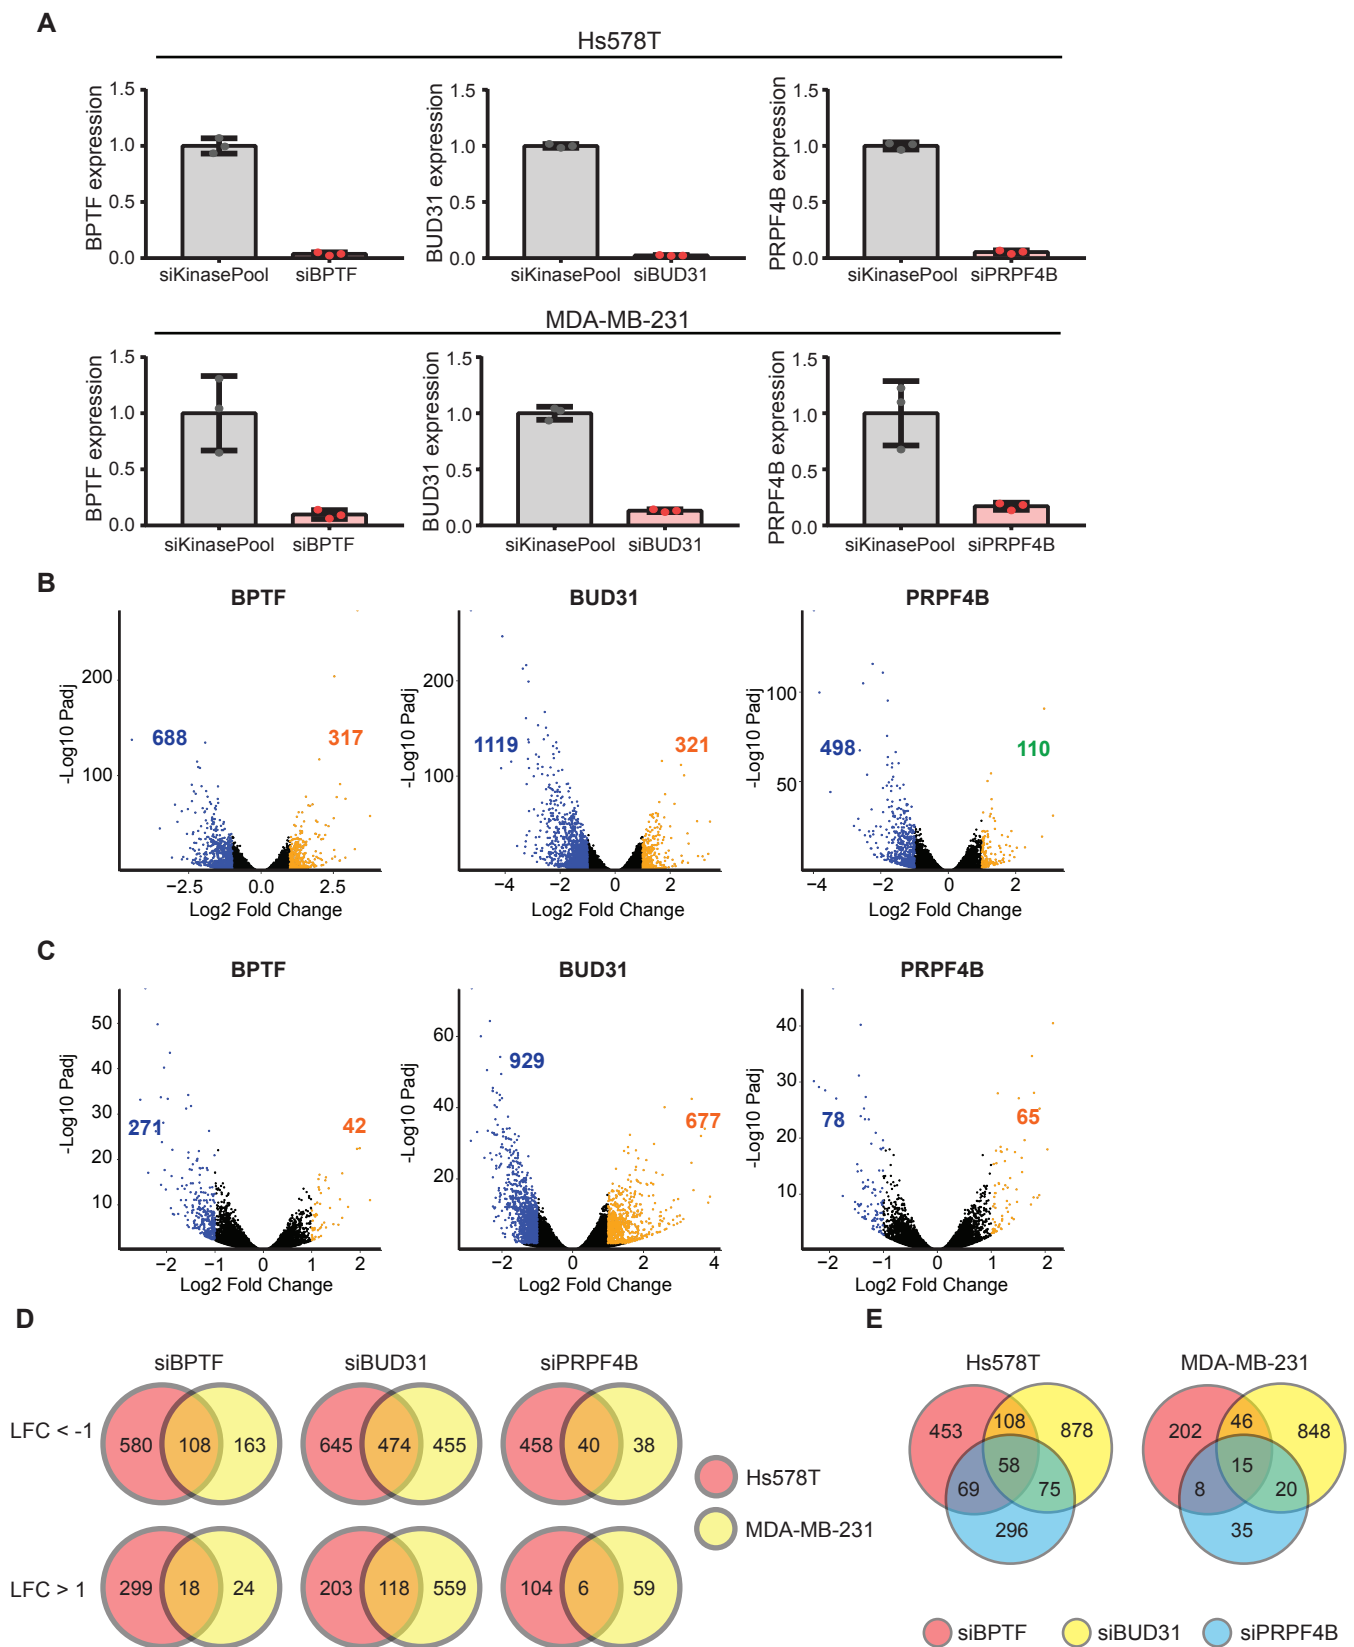 A
Hs578T
BPTF expression
1.5
1.0
0.5
0.0
siKinasePool siBPTF
BUD31 expression
1.5
1.0
0.5
0.0
siKinasePool siBUD31
PRPF4B expression
1.5
1.0
0.5
0.0
siKinasePool siPRPF4B
MDA-MB-231
BPTF expression
1.5
1.0
0.5
0.0
siKinasePool siBPTF
BUD31 expression
1.5
1.0
0.5
0.0
siKinasePool siBUD31
PRPF4B expression
1.5
1.0
0.5
0.0
siKinasePool siPRPF4B
B
BPTF
-Log10 Padj
200
100
688 317
−2.5 0.0 2.5
Log2 Fold Change
BUD31
-Log10 Padj
200
100
1119 321
−4 −2 0 2
Log2 Fold Change
PRPF4B
-Log10 Padj
100
50
498 110
−4 −2 0 2
Log2 Fold Change
C
BPTF
-Log10 Padj
50
40
30
20
10
271 42
−2 −1 0 1 2
Log2 Fold Change
BUD31
-Log10 Padj
60
40
20
929 677
−2 0 2 4
Log2 Fold Change
PRPF4B
-Log10 Padj
40
30
20
10
78 65
−2 −1 0 1 2
Log2 Fold Change
D
siBPTF siBUD31 siPRPF4B
LFC < -1
580 108 163
645 474 455
458 40 38
LFC > 1
299 18 24
203 118 559
104 6 59
Hs578T
MDA-MB-231
E
Hs578T
453 108 878
58
69 75
296
MDA-MB-231
202 46 848
15
8 20
35
siBPTF siBUD31 siPRPF4B